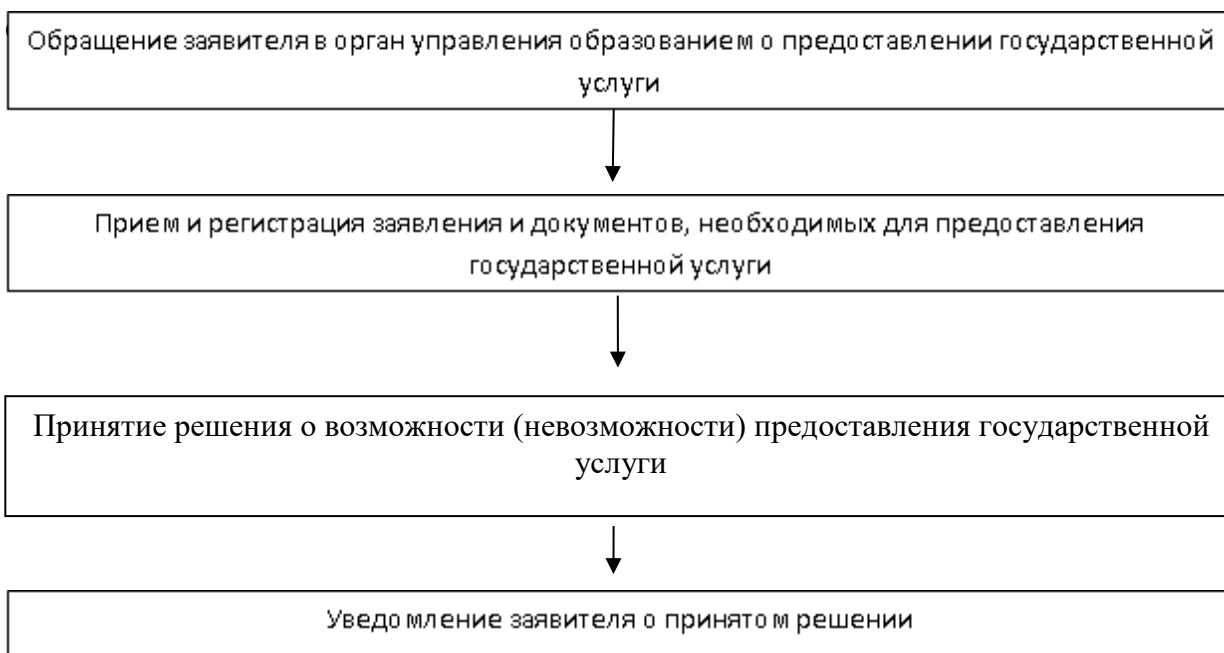 Обращение заявителя в орган управления образованием о предоставлении государственной
услуги
Прием и регистрация заявления и документов, необходимых для предоставления
государственной услуги
Принятие решения о возможности (невозможности) предоставления государственной
услуги
Уведомление заявителя о принятом решении